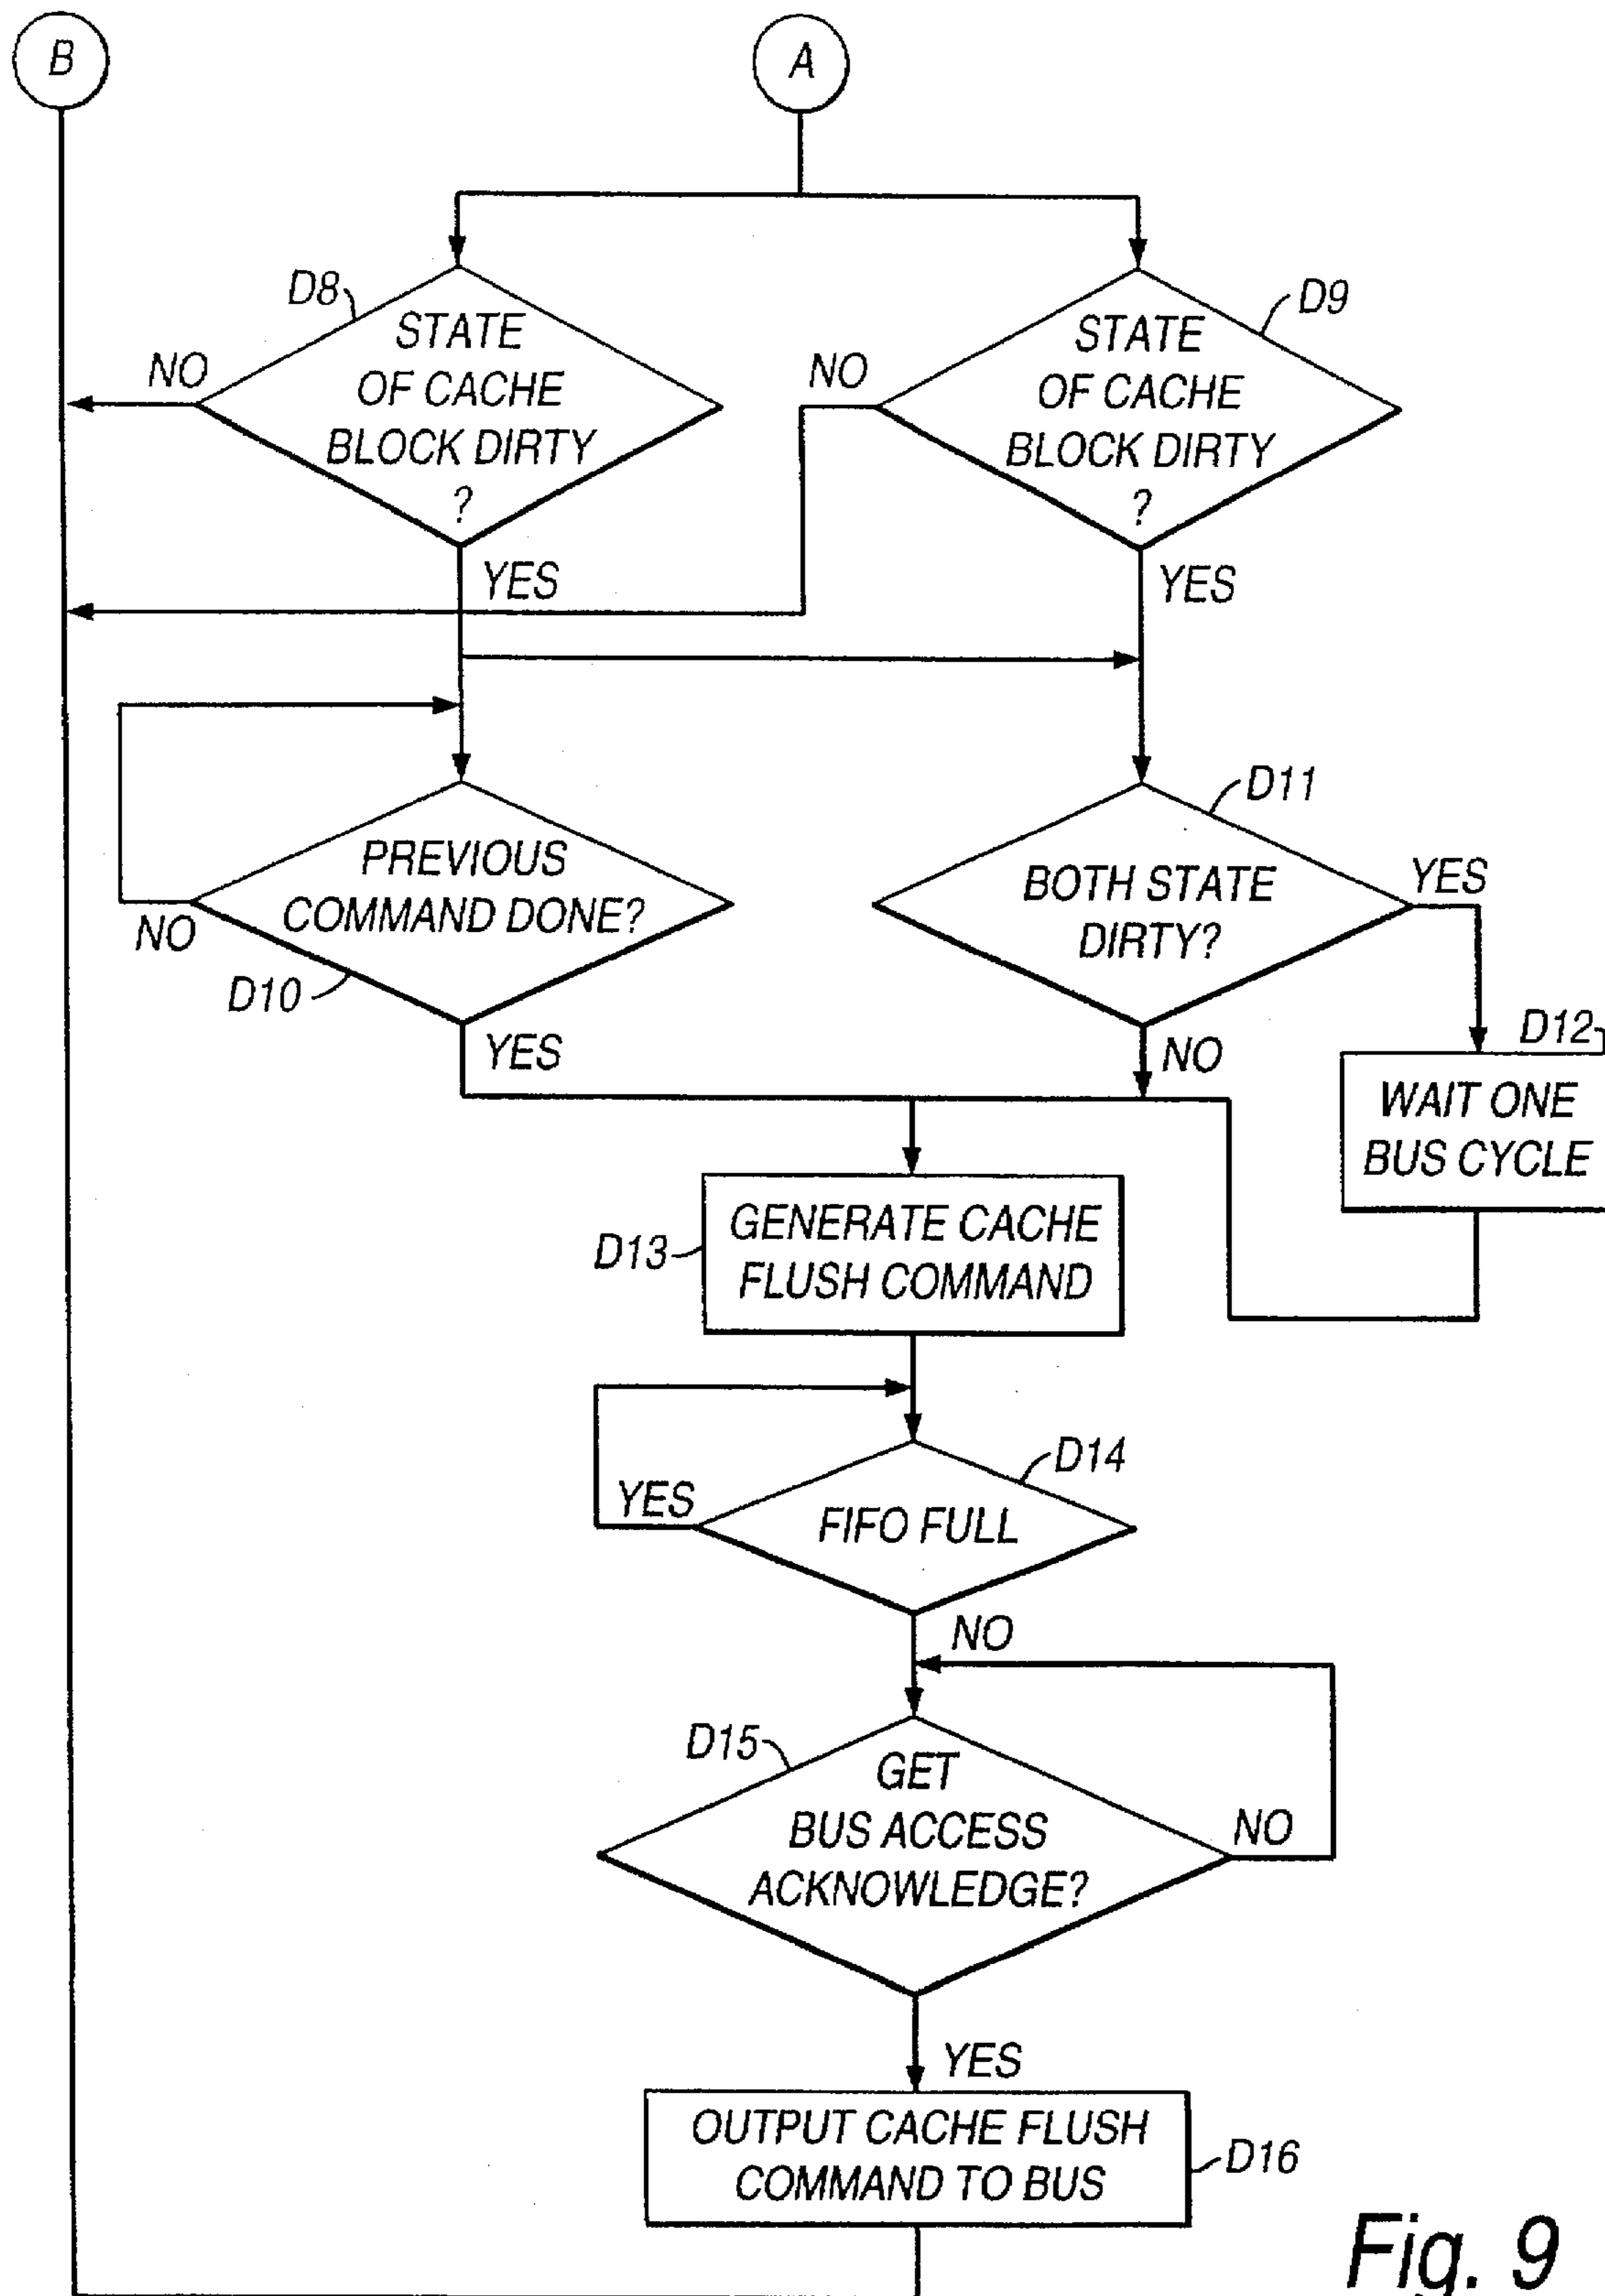 B
A
D8
STATE
OF CACHE
BLOCK DIRTY
?
NO
D9
STATE
OF CACHE
BLOCK DIRTY
?
NO
YES
YES
PREVIOUS
COMMAND DONE?
NO
D10
YES
D11
BOTH STATE
DIRTY?
YES
NO
D12
WAIT ONE
BUS CYCLE
D13
GENERATE CACHE
FLUSH COMMAND
D14
FIFO FULL
YES
NO
D15
GET
BUS ACCESS
ACKNOWLEDGE?
NO
YES
OUTPUT CACHE FLUSH
COMMAND TO BUS
D16
Fig. 9